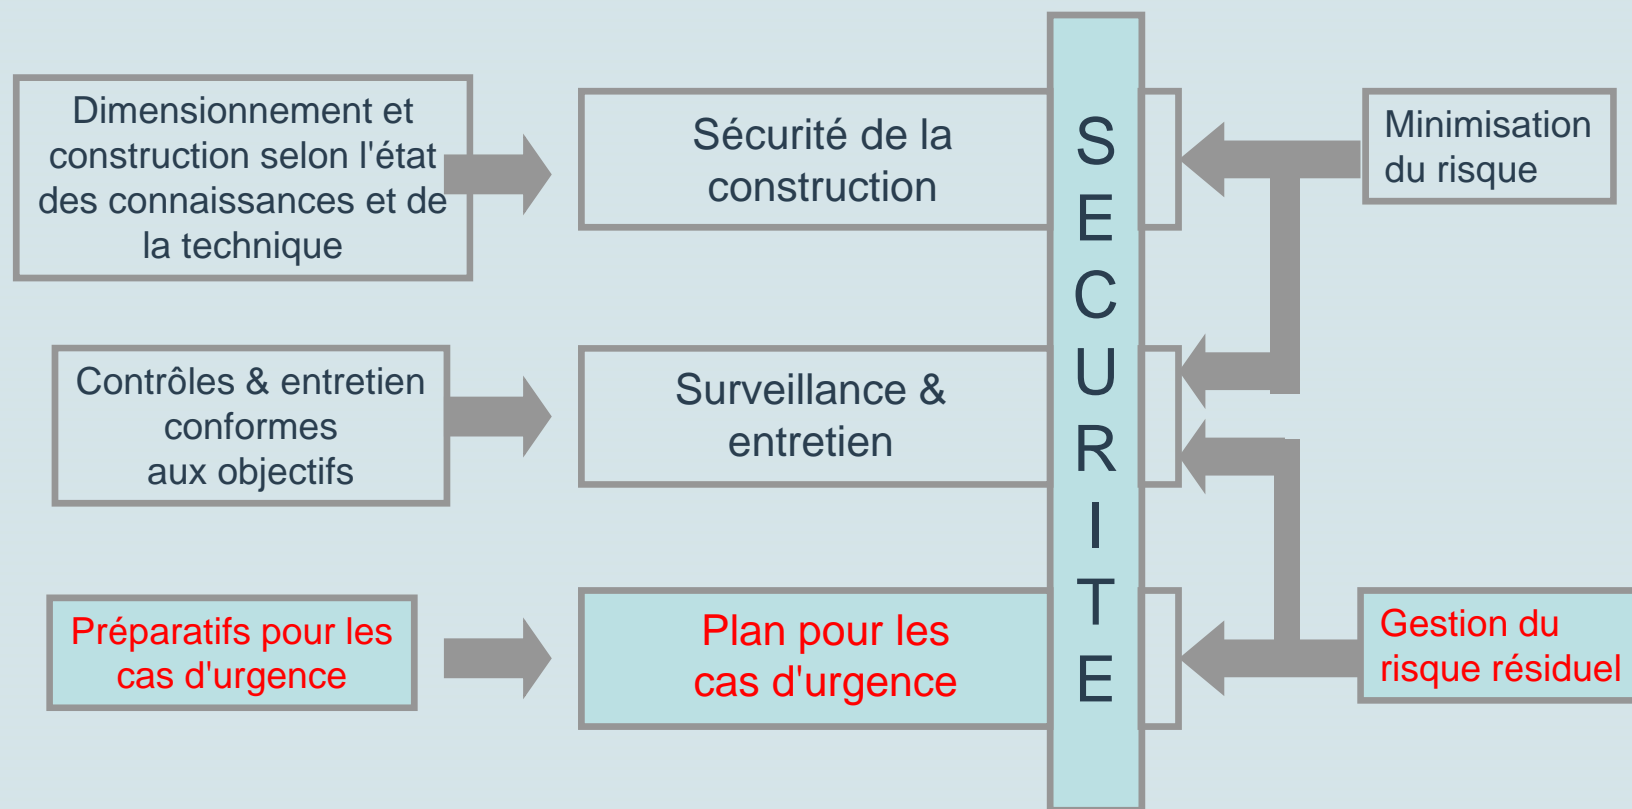 Dimensionnement et
construction selon l'état
des connaissances et de
la technique
Sécurité de la
construction
Minimisation
du risque
Contrôles & entretien
conformes
aux objectifs
Surveillance &
entretien
Préparatifs pour les
cas d'urgence
Plan pour les
cas d'urgence
Gestion du
risque résiduel
S
E
C
U
R
I
T
E